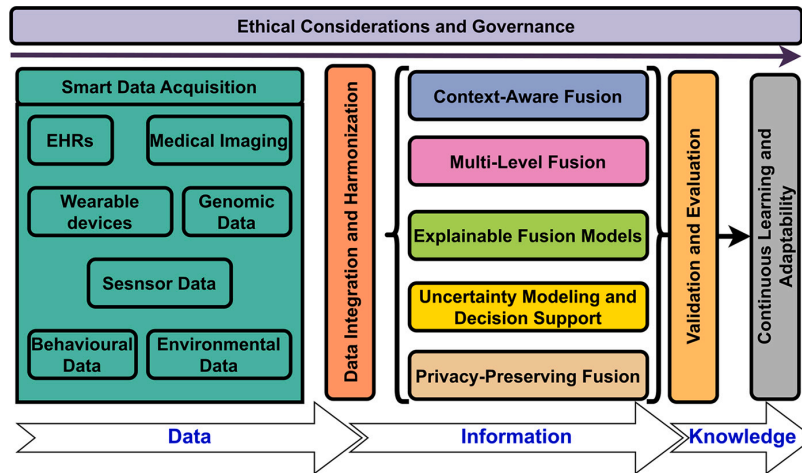 Ethical Considerations and Governance
Smart Data Acquisition
EHRs
Medical Imaging
Wearable
devices
Genomic
Data
Sesnsor Data
Behavioural
Data
Environmental
Data
Data Integration and Harmonization
Context-Aware Fusion
Multi-Level Fusion
Explainable Fusion Models
Uncertainty Modeling and
Decision Support
Privacy-Preserving Fusion
Validation and Evaluation
Continuous Learning and
Adaptability
Data
Information
Knowledge